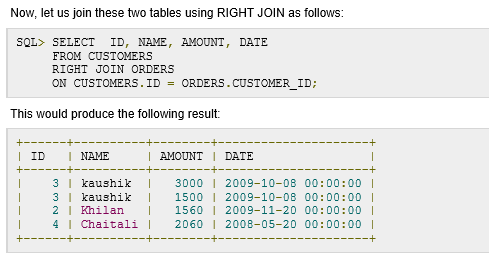 Now, let us join these two tables using RIGHT JOIN as follows:
SQL> SELECT  ID, NAME, AMOUNT, DATE
     FROM CUSTOMERS
     RIGHT JOIN ORDERS
     ON CUSTOMERS.ID = ORDERS.CUSTOMER_ID;
This would produce the following result:
+------+----------+--------+---------------------+
| ID   | NAME     | AMOUNT | DATE                |
+------+----------+--------+---------------------+
|    3 | kaushik  |   3000 | 2009-10-08 00:00:00 |
|    3 | kaushik  |   1500 | 2009-10-08 00:00:00 |
|    2 | Khilan   |   1560 | 2009-11-20 00:00:00 |
|    4 | Chaitali |   2060 | 2008-05-20 00:00:00 |
+------+----------+--------+---------------------+